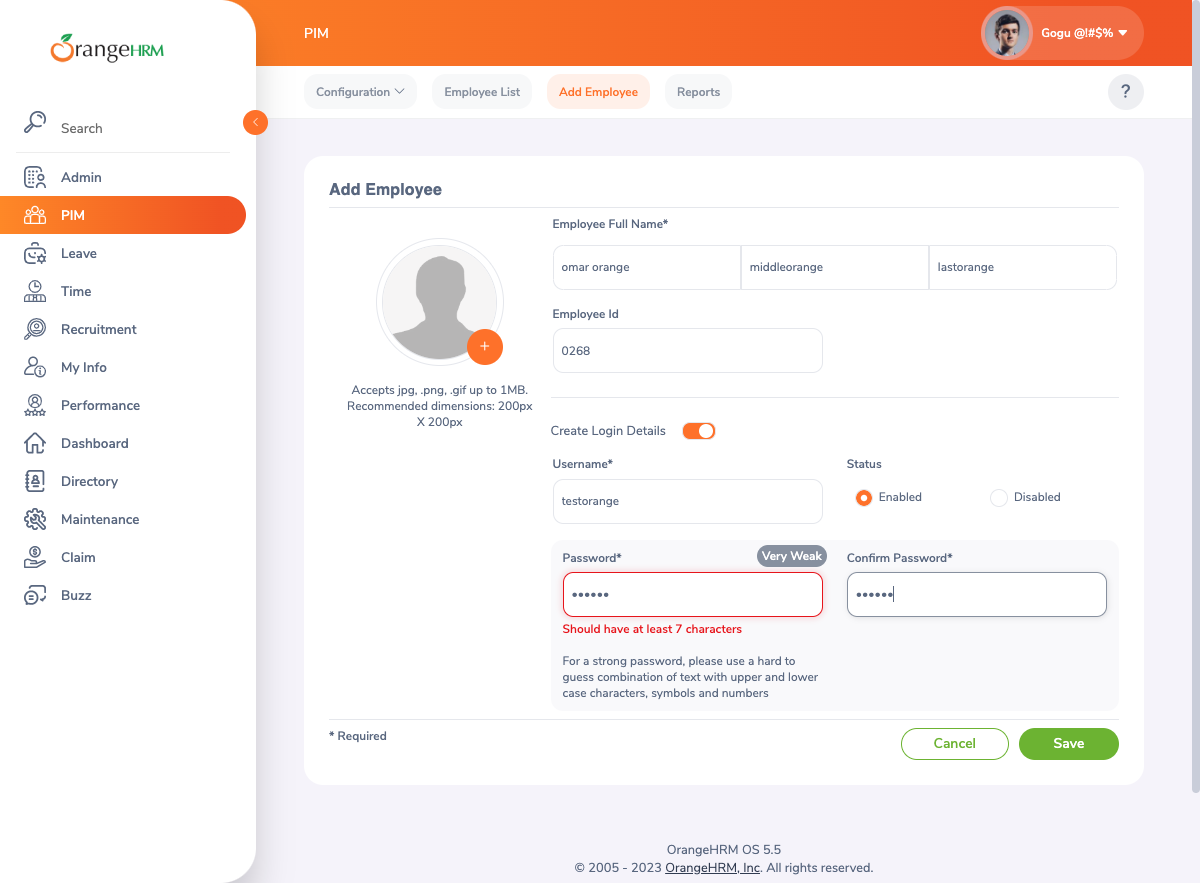 OrangeHRM
Search
Admin
PIM
Leave
Time
Recruitment
My Info
Performance
Dashboard
Directory
Maintenance
Claim
Buzz
PIM
Gogu @!#$%
Configuration
Employee List
Add Employee
Reports
?
Add Employee
Accepts jpg, .png, .gif up to 1MB.
Recommended dimensions: 200px
X 200px
Employee Full Name*
omar orange
middleorange
lastorange
Employee Id
0268
Create Login Details
Username*
testorange
Status
Enabled
Disabled
Password*
Very Weak
••••••
Should have at least 7 characters
For a strong password, please use a hard to
guess combination of text with upper and lower
case characters, symbols and numbers
Confirm Password*
••••••
* Required
Cancel
Save
OrangeHRM OS 5.5
© 2005 - 2023 OrangeHRM, Inc. All rights reserved.